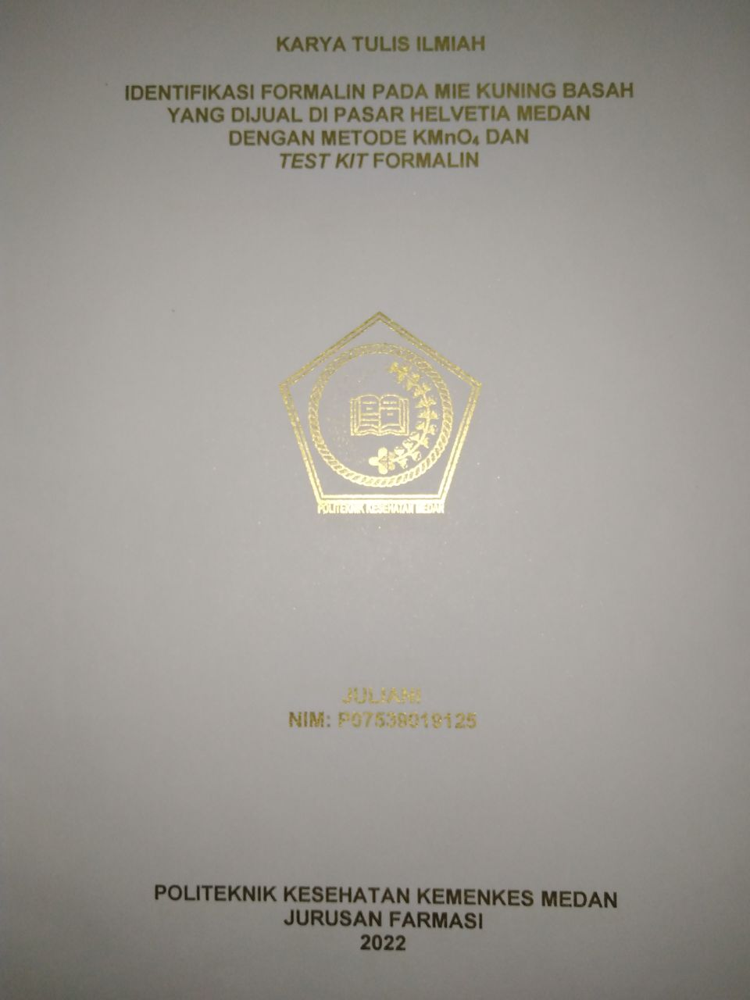 KARYA TULIS ILMIAH
IDENTIFIKASI FORMALIN PADA MIE KUNING BASAH
YANG DIJUAL DI PASAR HELVETIA MEDAN
DENGAN METODE KMnO₄ DAN
TEST KIT FORMALIN
POLITEKNIK KESEHATAN MEDAN
JULIANI
NIM: P07539019125
POLITEKNIK KESEHATAN KEMENKES MEDAN
JURUSAN FARMASI
2022